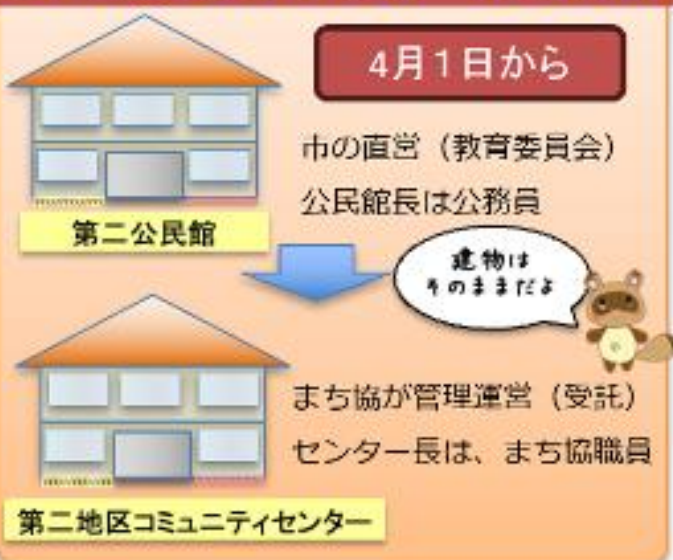 4月1日から
市の直営（教育委員会）
公民館長は公務員
第二公民館
建物は
そのままだよ
まち協が管理運営（受託）
センター長は、まち協職員
第二地区コミュニティセンター